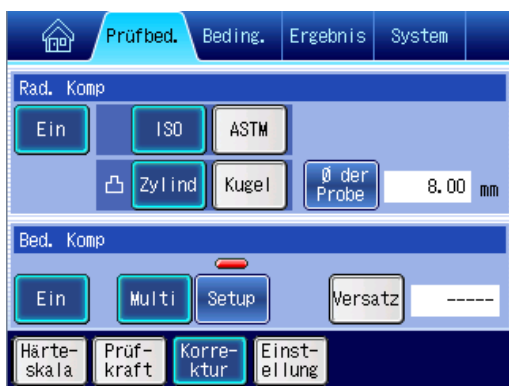 Prüfbed. Beding. Ergebnis System
Rad. Komp
Ein ISO ASTM
Zylind Kugel Ø der
Probe 8.00 mm
Bed. Komp
Ein Multi Setup Versatz -----
Härte-
skala Prüf-
kraft Korre-
ktur Einst-
ellung